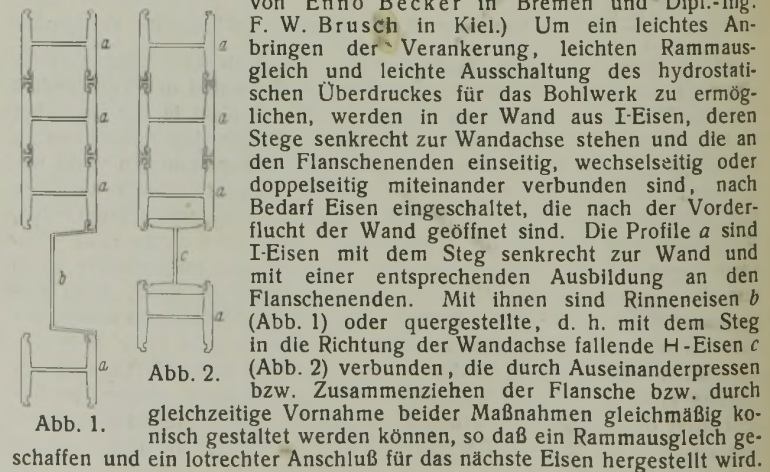 von Enno Becker in Bremen und Dipl.-Ing.
F. W. Brusch in Kiel.) Um ein leichtes An-
bringen der Verankerung, leichten Rammaus-
gleich und leichte Ausschaltung des hydrostati-
schen Überdruckes für das Bohlwerk zu ermög-
lichen, werden in der Wand aus I-Eisen, deren
Stege senkrecht zur Wandachse stehen und die an
den Flanschenenden einseitig, wechselseitig oder
doppelseitig miteinander verbunden sind, nach
Bedarf Eisen eingeschaltet, die nach der Vorder-
flucht der Wand geöffnet sind. Die Profile a sind
I-Eisen mit dem Steg senkrecht zur Wand und
mit einer entsprechenden Ausbildung an den
Flanschenenden. Mit ihnen sind Rinneneisen b
(Abb. 1) oder quergestellte, d. h. mit dem Steg
in die Richtung der Wandachse fallende H-Eisen c
(Abb. 2) verbunden, die durch Auseinanderpressen
bzw. Zusammenziehen der Flansche bzw. durch
gleichzeitige Vornahme beider Maßnahmen gleichmäßig ko-
nisch gestaltet werden können, so daß ein Rammausgleich ge-
schaffen und ein lotrechter Anschluß für das nächste Eisen hergestellt wird.
a
a
a
b
a
Abb. 1.
a
a
a
c
a
Abb. 2.